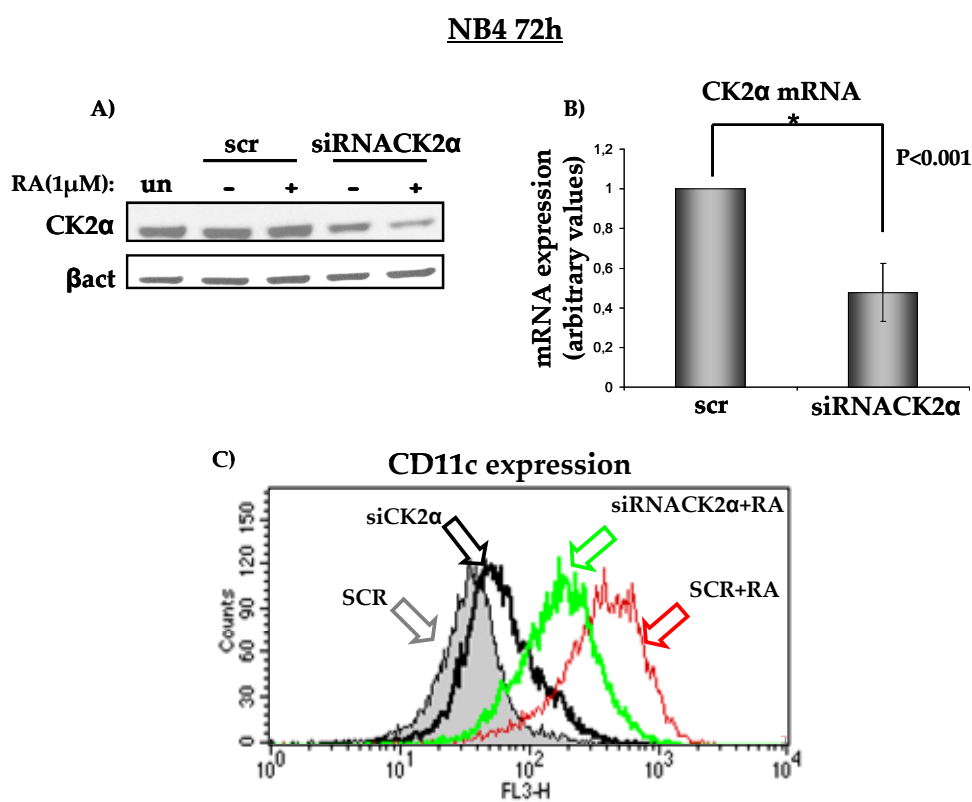 NB4 72h
A)
scr siRNACK2α
RA(1µM): un - + - +
CK2α
βact
B)
CK2α mRNA
*
P<0.001
mRNA expression
(arbitrary values)
1,2
1
0,8
0,6
0,4
0,2
0
scr siRNACK2α
C)
CD11c expression
siCK2α
siRNACK2α+RA
SCR
SCR+RA
Counts
150
120
90
60
30
0
10⁰ 10¹ 10² 10³ 10⁴
FL3-H